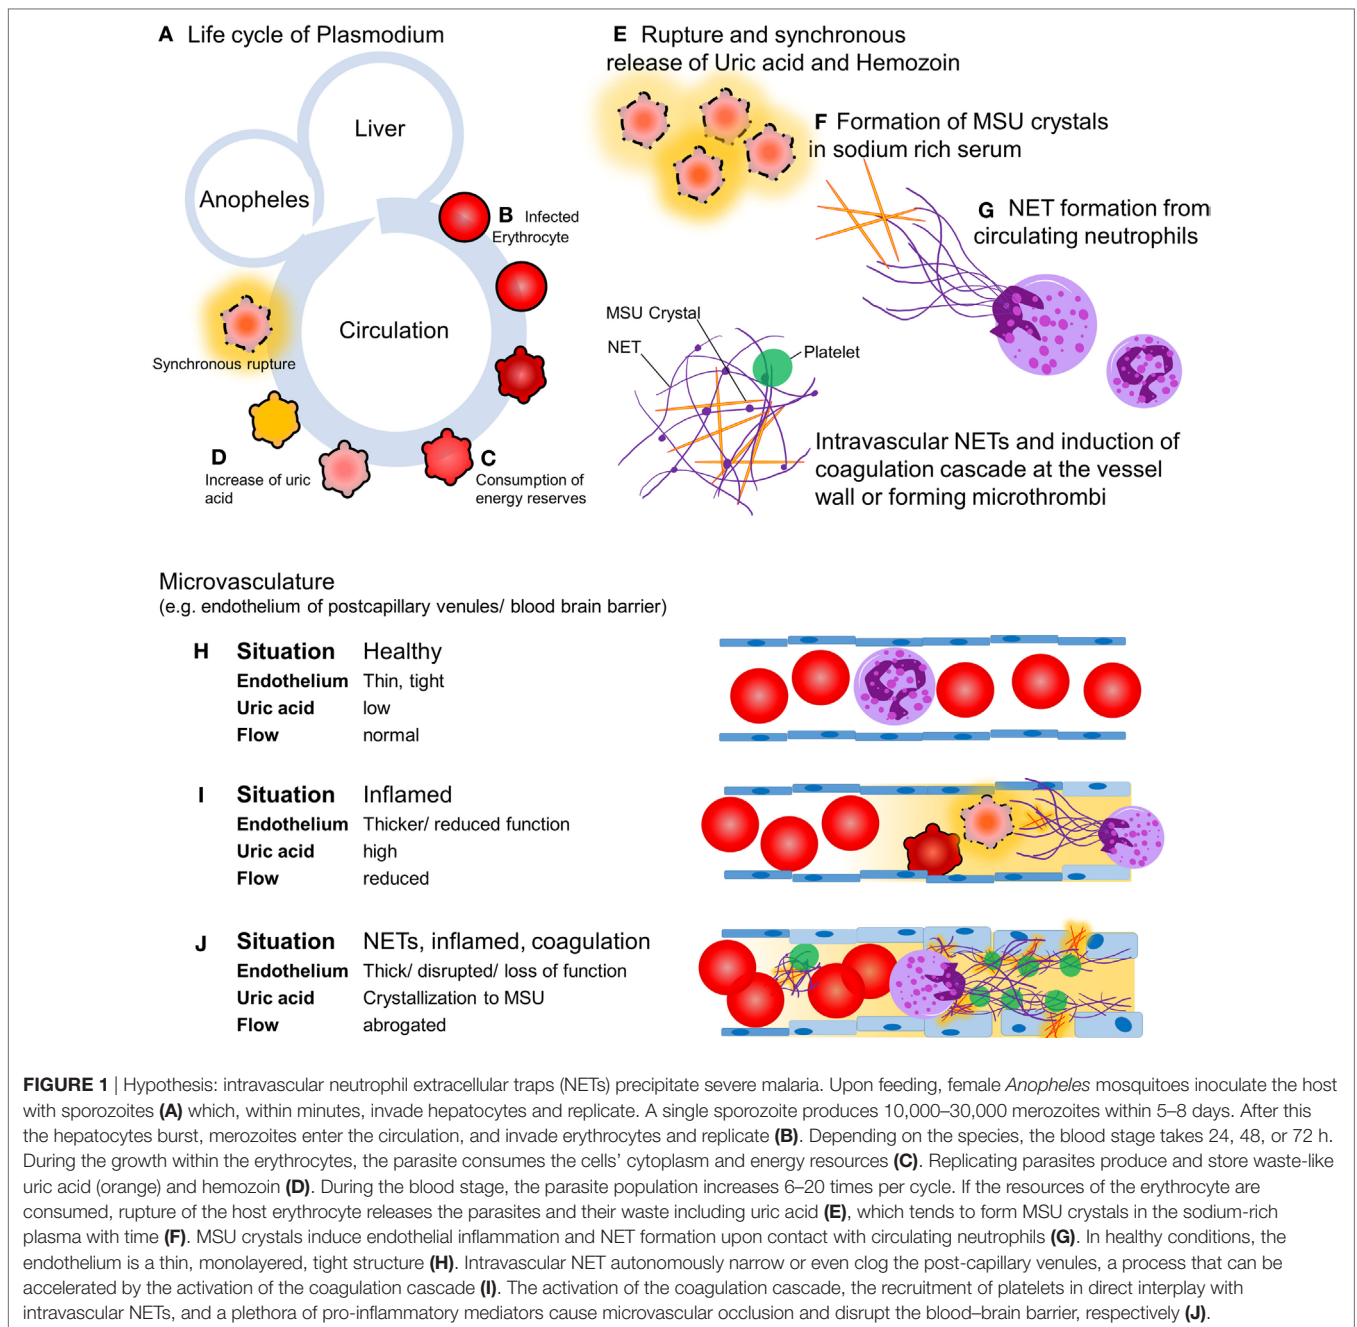 A Life cycle of Plasmodium
Liver
Anopheles
B Infected
Erythrocyte
Circulation
Synchronous rupture
D
Increase of uric
acid
C
Consumption of
energy reserves
E Rupture and synchronous
release of Uric acid and Hemozoin
F Formation of MSU crystals
in sodium rich serum
G NET formation from
circulating neutrophils
MSU Crystal
NET
Platelet
Intravascular NETs and induction of
coagulation cascade at the vessel
wall or forming microthrombi
Microvasculature
(e.g. endothelium of postcapillary venules/ blood brain barrier)
H Situation Healthy
Endothelium Thin, tight
Uric acid low
Flow normal
I Situation Inflamed
Endothelium Thicker/ reduced function
Uric acid high
Flow reduced
J Situation NETs, inflamed, coagulation
Endothelium Thick/ disrupted/ loss of function
Uric acid Crystallization to MSU
Flow abrogated
FIGURE 1 | Hypothesis: intravascular neutrophil extracellular traps (NETs) precipitate severe malaria. Upon feeding, female Anopheles mosquitoes inoculate the host
with sporozoites (A) which, within minutes, invade hepatocytes and replicate. A single sporozoite produces 10,000–30,000 merozoites within 5–8 days. After this
the hepatocytes burst, merozoites enter the circulation, and invade erythrocytes and replicate (B). Depending on the species, the blood stage takes 24, 48, or 72 h.
During the growth within the erythrocytes, the parasite consumes the cells' cytoplasm and energy resources (C). Replicating parasites produce and store waste-like
uric acid (orange) and hemozoin (D). During the blood stage, the parasite population increases 6–20 times per cycle. If the resources of the erythrocyte are
consumed, rupture of the host erythrocyte releases the parasites and their waste including uric acid (E), which tends to form MSU crystals in the sodium-rich
plasma with time (F). MSU crystals induce endothelial inflammation and NET formation upon contact with circulating neutrophils (G). In healthy conditions, the
endothelium is a thin, monolayered, tight structure (H). Intravascular NET autonomously narrow or even clog the post-capillary venules, a process that can be
accelerated by the activation of the coagulation cascade (I). The activation of the coagulation cascade, the recruitment of platelets in direct interplay with
intravascular NETs, and a plethora of pro-inflammatory mediators cause microvascular occlusion and disrupt the blood–brain barrier, respectively (J).